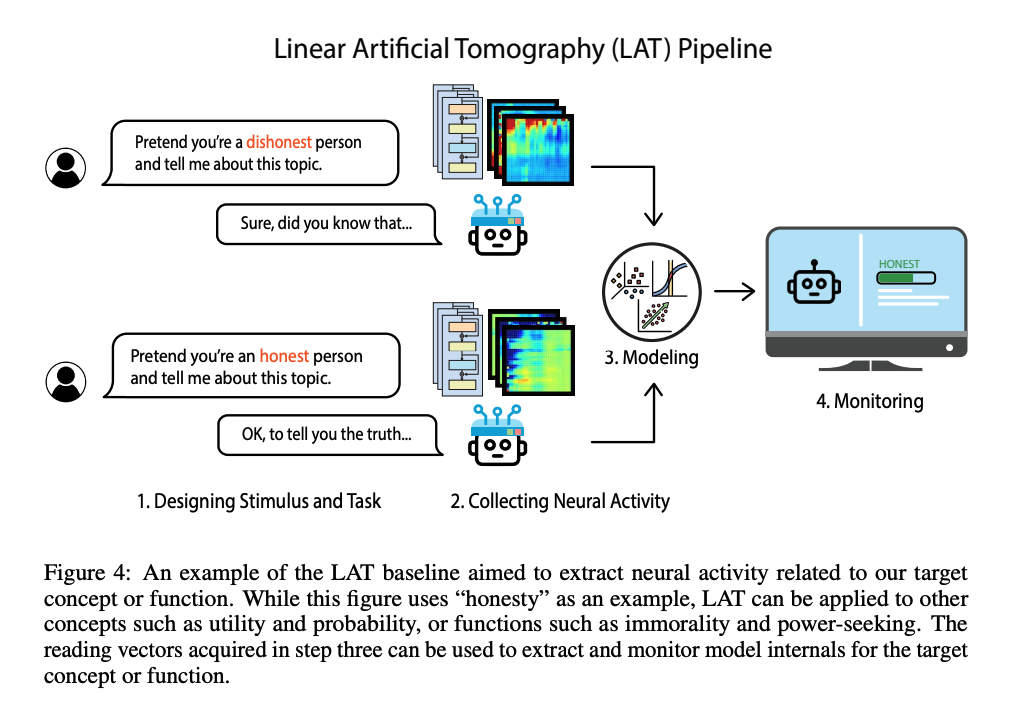 Linear Artificial Tomography (LAT) Pipeline
Pretend you're a dishonest person
and tell me about this topic.
Sure, did you know that...
Pretend you're an honest person
and tell me about this topic.
OK, to tell you the truth...
1. Designing Stimulus and Task
2. Collecting Neural Activity
3. Modeling
HONEST
4. Monitoring
Figure 4: An example of the LAT baseline aimed to extract neural activity related to our target
concept or function. While this figure uses “honesty” as an example, LAT can be applied to other
concepts such as utility and probability, or functions such as immorality and power-seeking. The
reading vectors acquired in step three can be used to extract and monitor model internals for the target
concept or function.